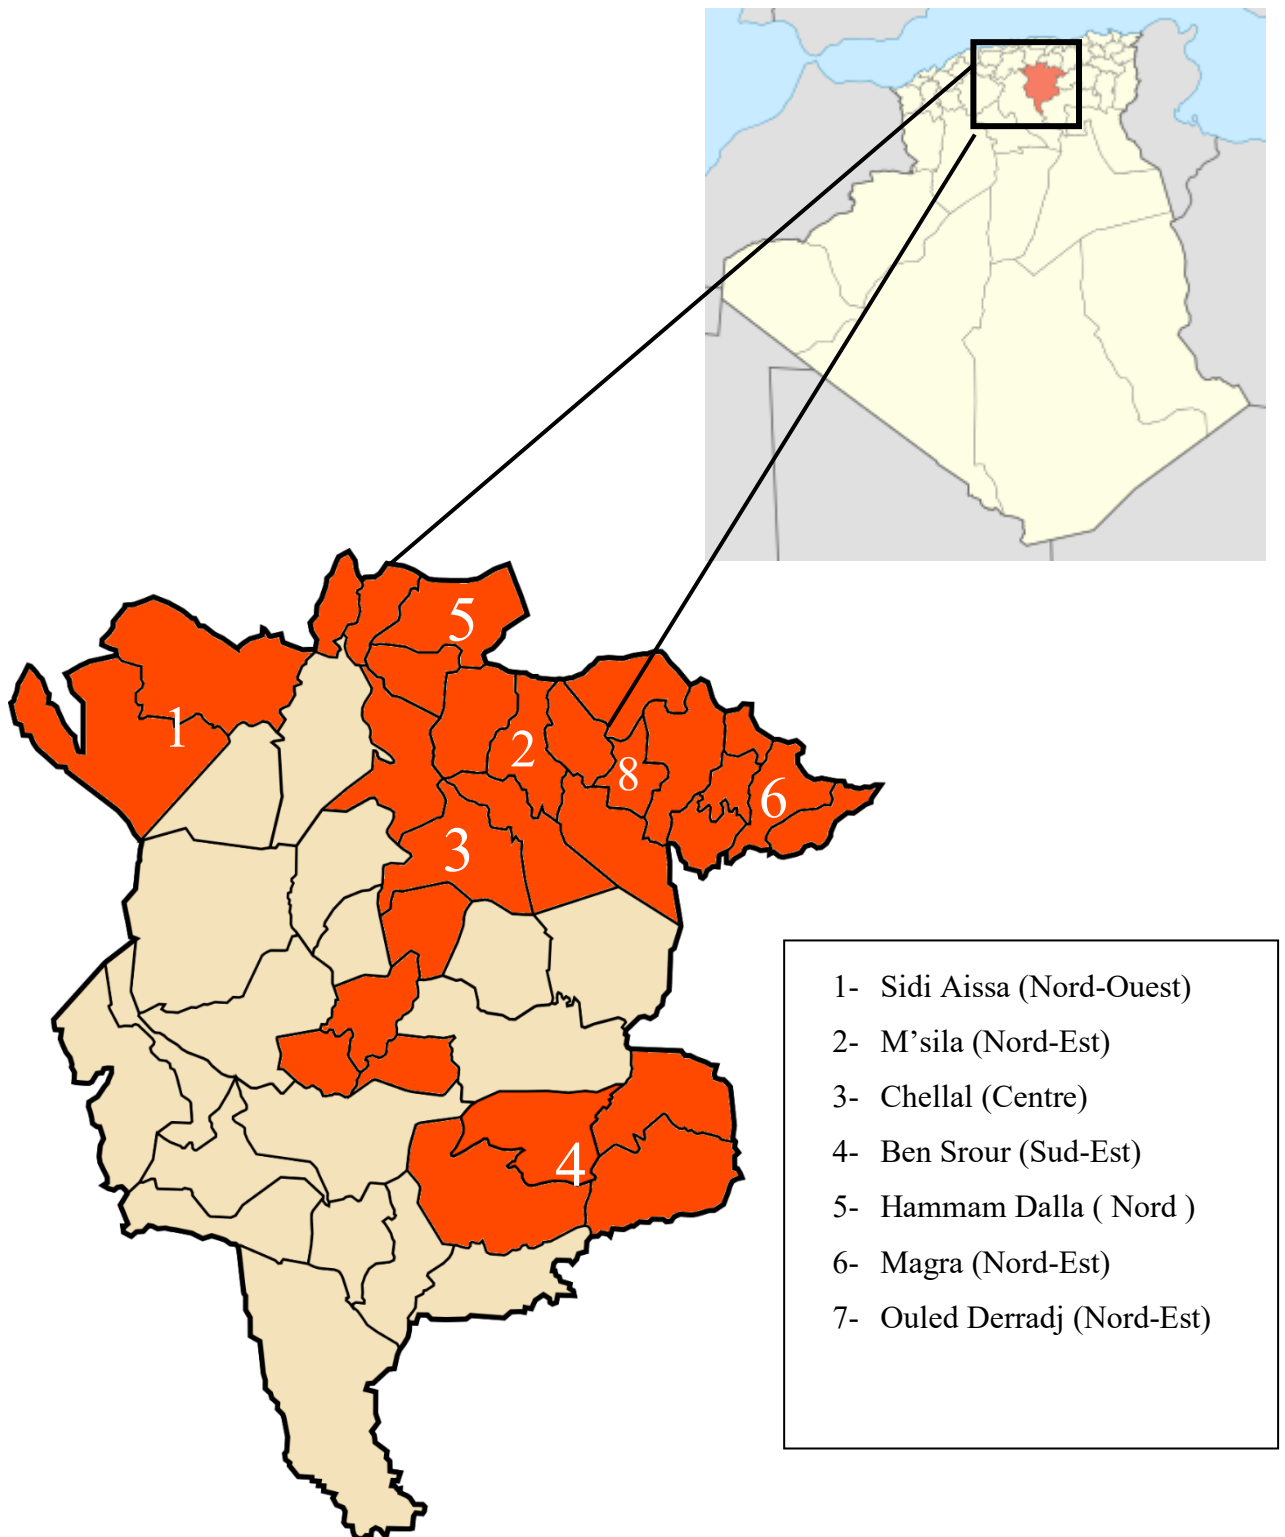 5
1
2
8
6
3
4
1- Sidi Aissa (Nord-Ouest)
2- M’sila (Nord-Est)
3- Chellal (Centre)
4- Ben Srour (Sud-Est)
5- Hammam Dalla ( Nord )
6- Magra (Nord-Est)
7- Ouled Derradj (Nord-Est)